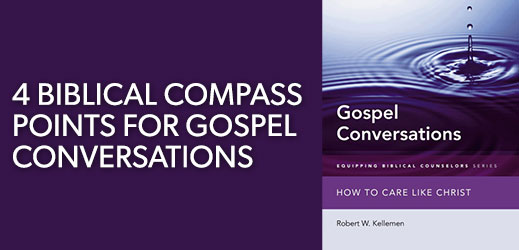 4 BIBLICAL COMPASS
POINTS FOR GOSPEL
CONVERSATIONS
Gospel
Conversations
EQUIPPING BIBLICAL COUNSELORS SERIES
HOW TO CARE LIKE CHRIST
Robert W. Kellemen